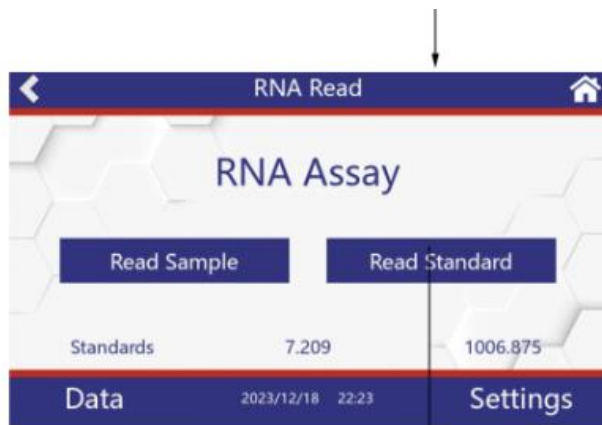 RNA Read
RNA Assay
Read Sample Read Standard
Standards 7.209 1006.875
Data 2023/12/18 22:23 Settings